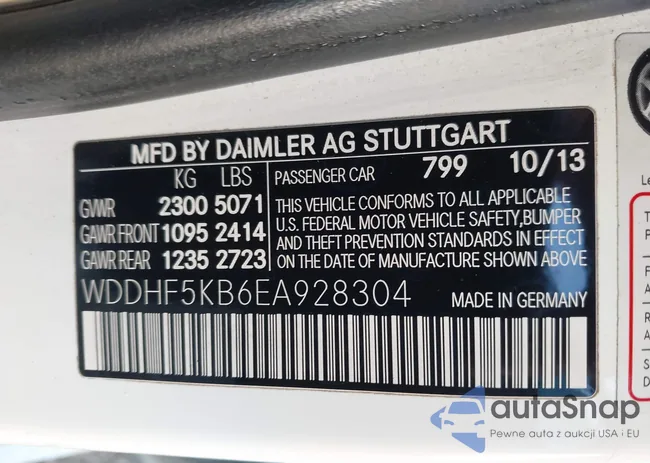 MFD BY DAIMLER AG STUTTGART
KG LBS
GVWR 2300 5071
GAWR FRONT 1095 2414
GAWR REAR 1235 2723
PASSENGER CAR 799 10/13
THIS VEHICLE CONFORMS TO ALL APPLICABLE
U.S. FEDERAL MOTOR VEHICLE SAFETY,BUMPER
AND THEFT PREVENTION STANDARDS IN EFFECT
ON THE DATE OF MANUFACTURE SHOWN ABOVE
WDDHF5KB6EA928304 MADE IN GERMANY
autaSnap
Pewne auta z aukcji USA i EU